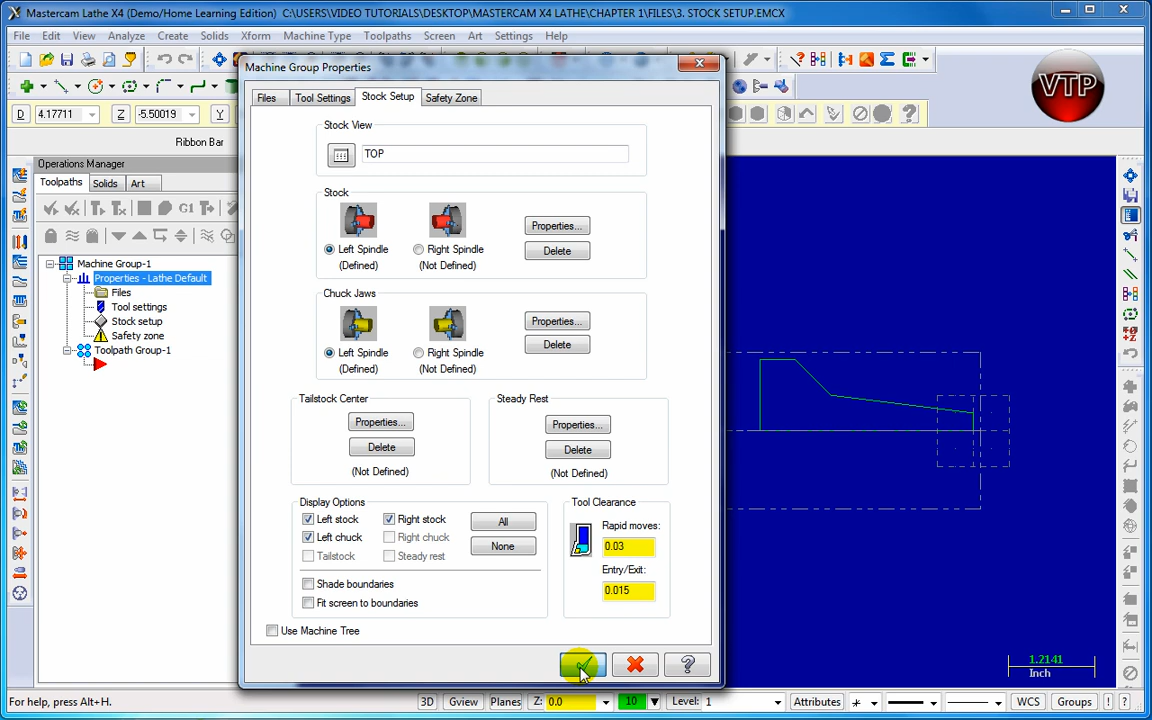 Mastercam Lathe X4 (Demo/Home Learning Edition) C:\USERS\VIDEO TUTORIALS\DESKTOP\MASTERCAM X4 LATHE\CHAPTER 1\FILES\3. STOCK SETUP.EMCX
File Edit View Analyze Create Solids Xform Machine Type Toolpaths Screen Art Settings Help
VTP
D 4.17711 Z -5.50019 Y
Ribbon Bar
Operations Manager
Toolpaths Solids Art
G1
Machine Group-1
Properties - Lathe Default
Files
Tool settings
Stock setup
Safety zone
Toolpath Group-1
Machine Group Properties
Files Tool Settings Stock Setup Safety Zone
Stock View
TOP
Stock
Left Spindle
(Defined)
Right Spindle
(Not Defined)
Properties...
Delete
Chuck Jaws
Left Spindle
(Defined)
Right Spindle
(Not Defined)
Properties...
Delete
Tailstock Center
Properties...
Delete
(Not Defined)
Steady Rest
Properties...
Delete
(Not Defined)
Display Options
Left stock Right stock All
Left chuck Right chuck None
Tailstock Steady rest
Shade boundaries
Fit screen to boundaries
Tool Clearance
Rapid moves:
0.03
Entry/Exit:
0.015
Use Machine Tree
1.2141
Inch
For help, press Alt+H.
3D Gview Planes Z: 0.0 10 Level: 1 Attributes WCS Groups ! ?